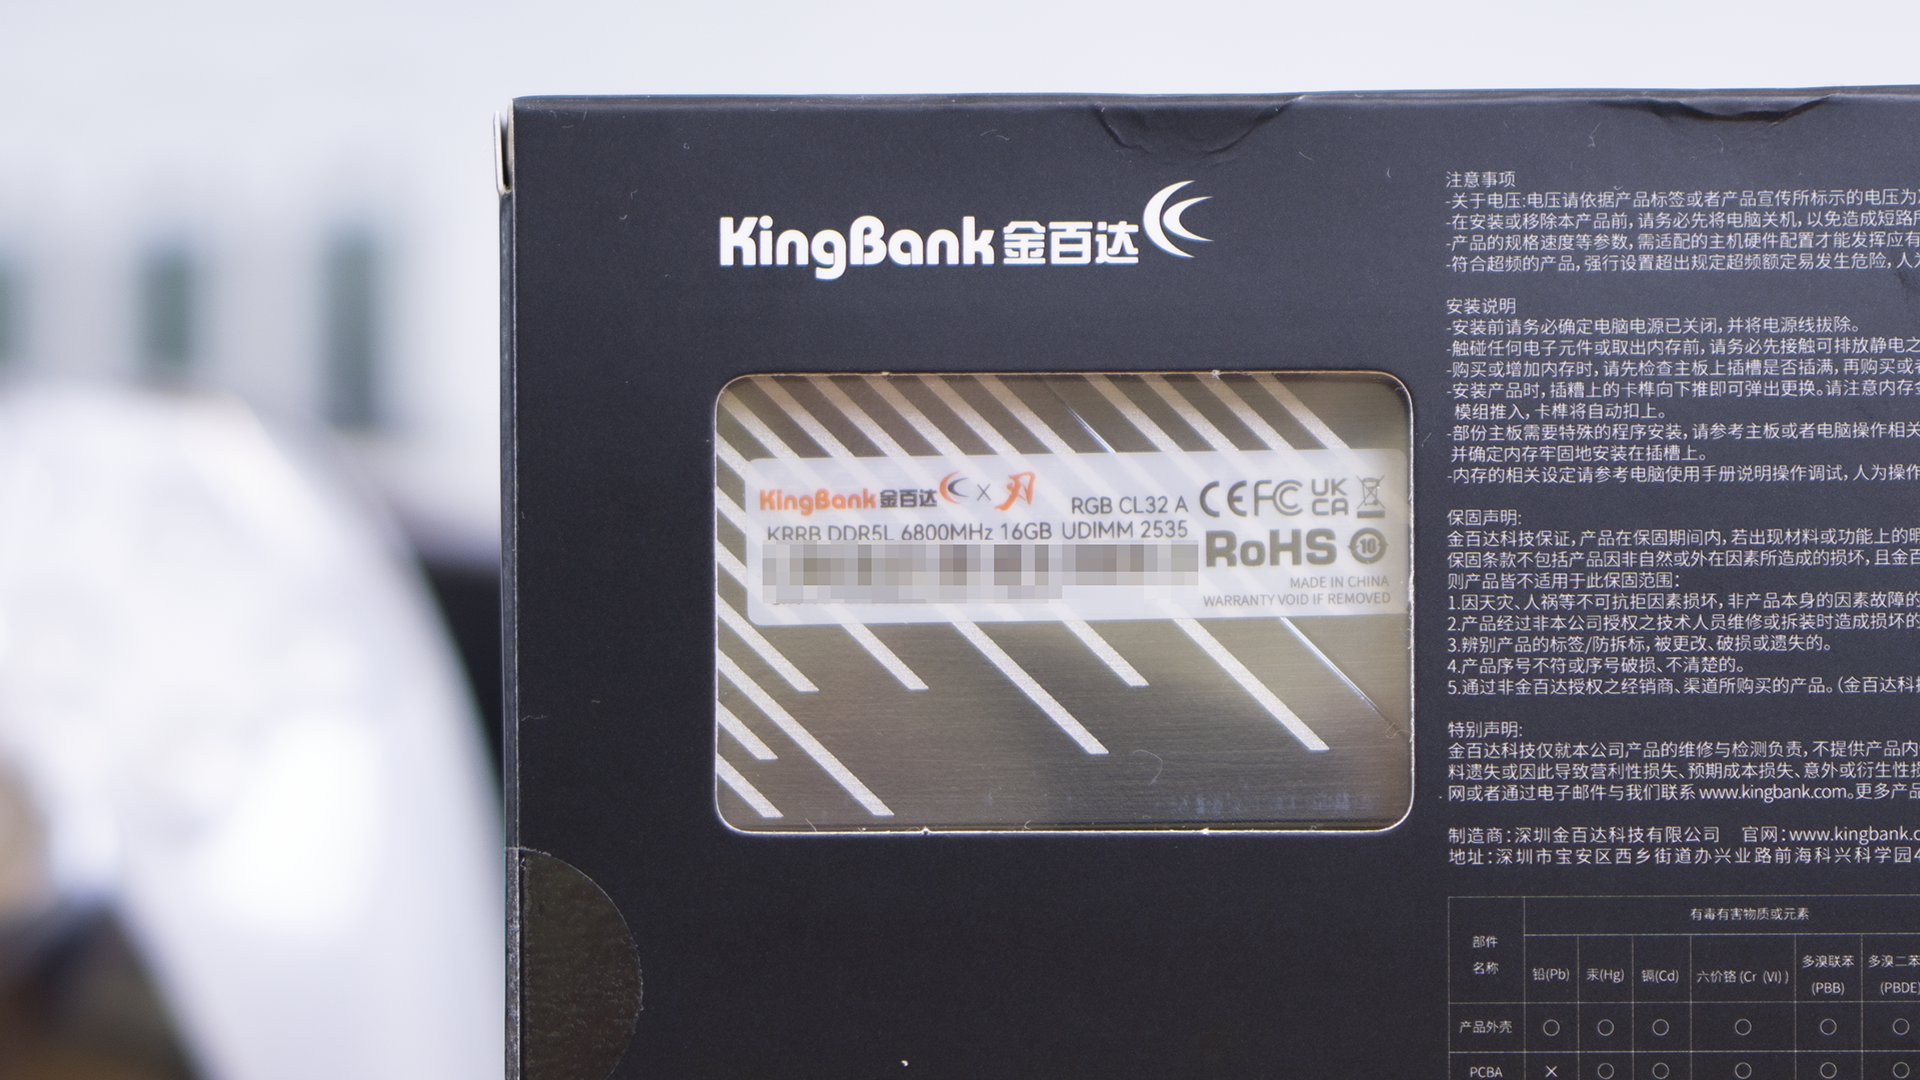 KingBank 金百达
KingBank 金百达 X 刃
RGB CL32 A
KRRB DDR5L 6800MHz 16GB UDIMM 2535
CE FC UK CA
RoHS 10
MADE IN CHINA
WARRANTY VOID IF REMOVED
注意事项
-关于电压:电压请依据产品标签或者产品宣传所标示的电压为
-在安装或移除本产品前,请务必先将电脑关机,以免造成短路
-产品的规格速度等参数,需适配的主机硬件配置才能发挥应有
-符合超频的产品,强行设置超出规定超频额定易发生危险,人
安装说明
-安装前请务必确定电脑电源已关闭,并将电源线拔除。
-触碰任何电子元件或取出内存前,请务必先接触可排放静电之
-购买或增加内存时,请先检查主板上插槽是否插满,再购买或
-安装产品时,插糟上的卡榫向下推即可弹出更换。请注意内存
模组推入,卡榫将自动扣上。
-部份主板需要特殊的程序安装,请参考主板或者电脑操作相关
并确定内存牢固地安装在插槽上。
-内存的相关设定请参考电脑使用手册说明操作调试,人为操作
保固声明:
金百达科技保证,产品在保固期间内,若出现材料或功能上的
保固条款不包括产品因非自然或外在因素所造成的损坏,且金百
则产品皆不适用于此保固范围:
1.因天灾、人祸等不可抗拒因素损坏,非产品本身的因素故障的
2.产品经过非本公司授权之技术人员维修或拆装时造成损坏的
3.辨别产品的标签/防拆标,被更改、破损或遗失的。
4.产品序号不符或序号破损、不清楚的。
5.通过非金百达授权之经销商、渠道所购买的产品。(金百达科
特别声明:
金百达科技仅就本公司产品的维修与检测负责,不提供产品内
料遗失或因此导致营利性损失、预期成本损失、意外或衍生性
网或者通过电子邮件与我们联系 www.kingbank.com。更多产品
制造商:深圳金百达科技有限公司 官网:www.kingbank.c
地址:深圳市宝安区西乡街道办兴业路前海科兴科学园4
有毒有害物质或元素
部件
名称
铅(Pb) 汞(Hg) 镉(Cd) 六价铬(Cr (VI)) 多溴联苯 (PBB) 多溴二苯 (PBDE)
产品外壳 ○ ○ ○ ○ ○ ○
PCBA × ○ ○ ○ ○ ○